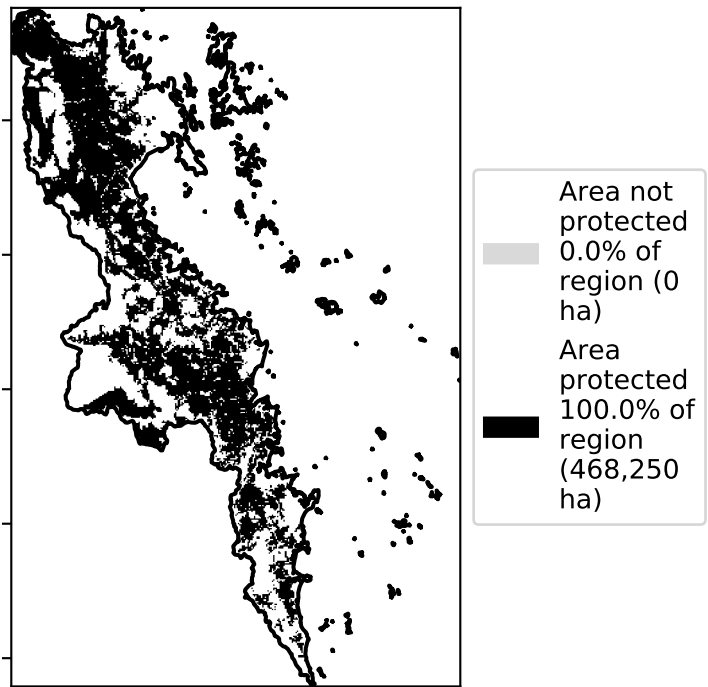 Area not
protected
0.0% of
region (0
ha)
Area
protected
100.0% of
region
(468,250
ha)